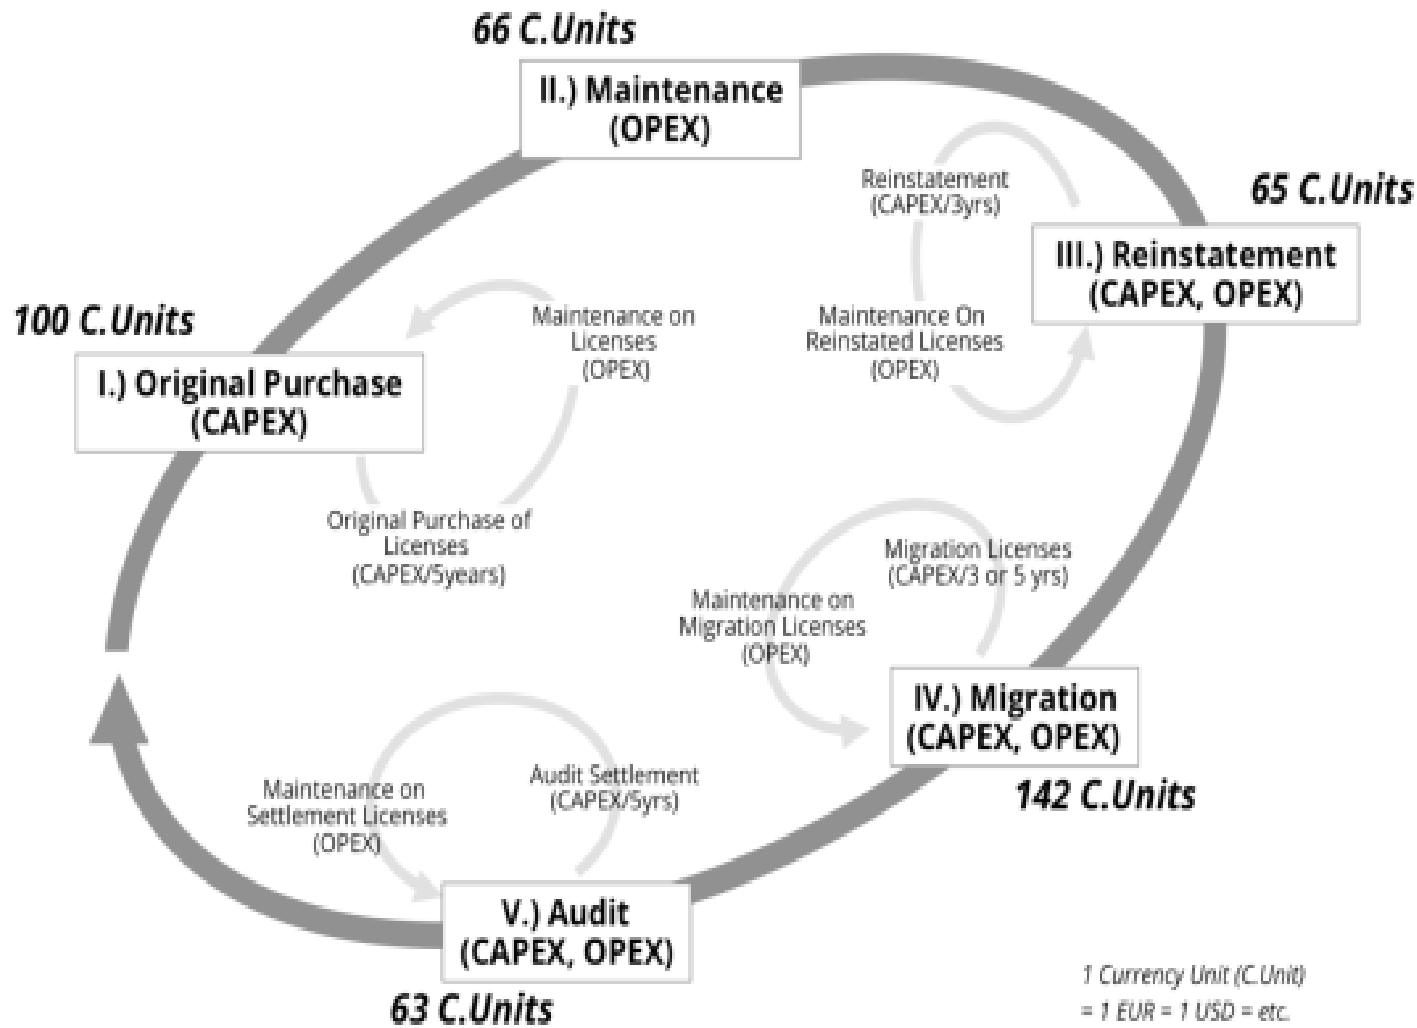 66 C.Units
II.) Maintenance
(OPEX)
65 C.Units
III.) Reinstatement
(CAPEX, OPEX)
Reinstatement
(CAPEX/3yrs)
Maintenance On
Reinstated Licenses
(OPEX)
100 C.Units
I.) Original Purchase
(CAPEX)
Maintenance on
Licenses
(OPEX)
Original Purchase of
Licenses
(CAPEX/5years)
Migration Licenses
(CAPEX/3 or 5 yrs)
Maintenance on
Migration Licenses
(OPEX)
IV.) Migration
(CAPEX, OPEX)
142 C.Units
Audit Settlement
(CAPEX/5yrs)
Maintenance on
Settlement Licenses
(OPEX)
V.) Audit
(CAPEX, OPEX)
63 C.Units
1 Currency Unit (C.Unit)
= 1 EUR = 1 USD = etc.